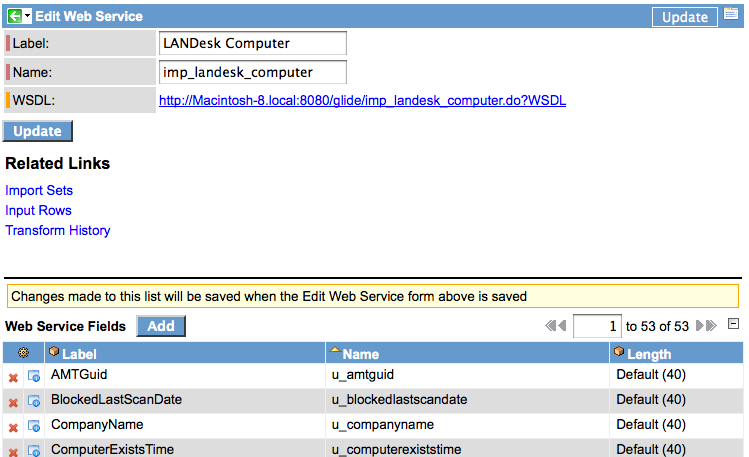 Edit Web Service Update
Label: LANDesk Computer
Name: imp_landesk_computer
WSDL: http://Macintosh-8.local:8080/glide/imp_landesk_computer.do?WSDL
Update
Related Links
Import Sets
Input Rows
Transform History
Changes made to this list will be saved when the Edit Web Service form above is saved
Web Service Fields Add 1 to 53 of 53
Label Name Length
AMTGuid u_amtguid Default (40)
BlockedLastScanDate u_blockedlastscandate Default (40)
CompanyName u_companyname Default (40)
ComputerExistsTime u_computerexiststime Default (40)